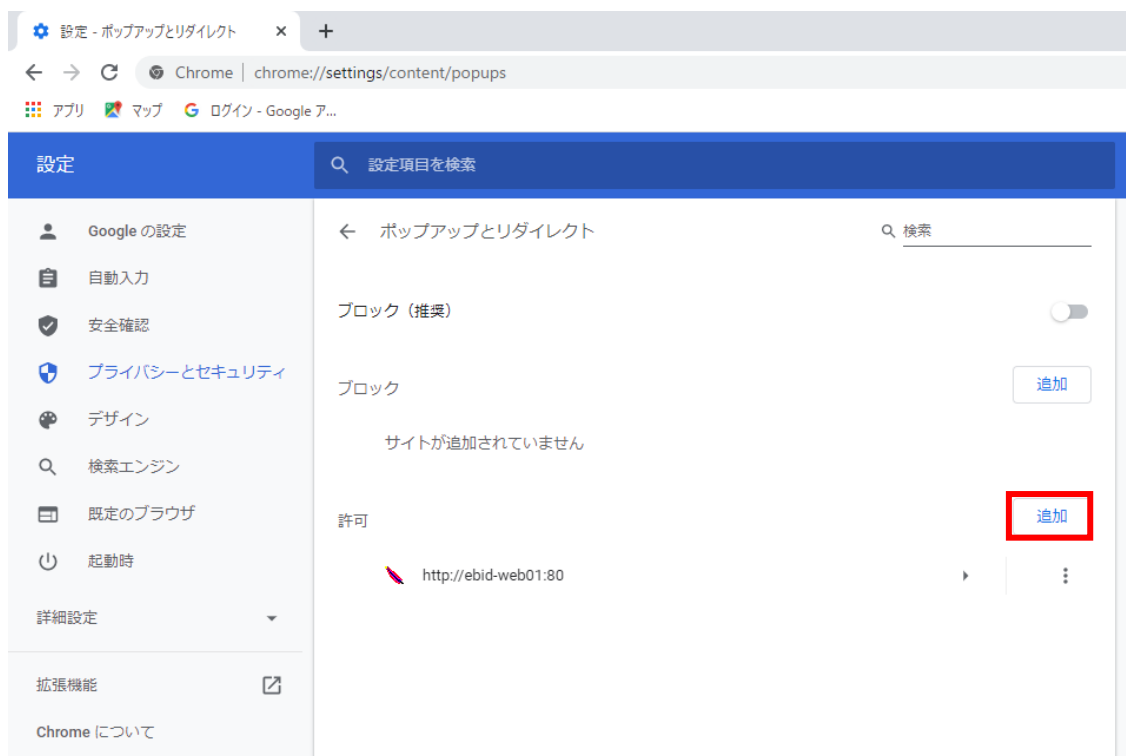 設定 - ポップアップとリダイレクト
Chrome | chrome://settings/content/popups
アプリ マップ G ログイン - Google ア...
設定
設定項目を検索
Google の設定
自動入力
安全確認
プライバシーとセキュリティ
デザイン
検索エンジン
既定のブラウザ
起動時
詳細設定
拡張機能
Chrome について
ポップアップとリダイレクト
検索
ブロック（推奨）
ブロック
追加
サイトが追加されていません
許可
追加
http://ebid-web01:80